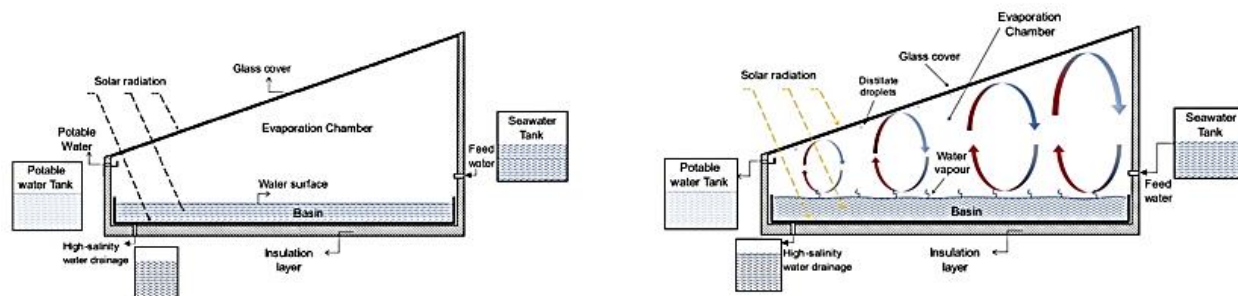 Glass cover
Solar radiation
Evaporation Chamber
Potable
Water
Seawater
Tank
Potable
water Tank
Feed
water
Water surface
Basin
High-salinity
water drainage
Insulation
layer
Evaporation
Chamber
Glass cover
Solar radiation
Distillate
droplets
Seawater
Tank
Potable
water Tank
Water
vapour
Feed
water
Basin
High-salinity
water drainage
Insulation
layer